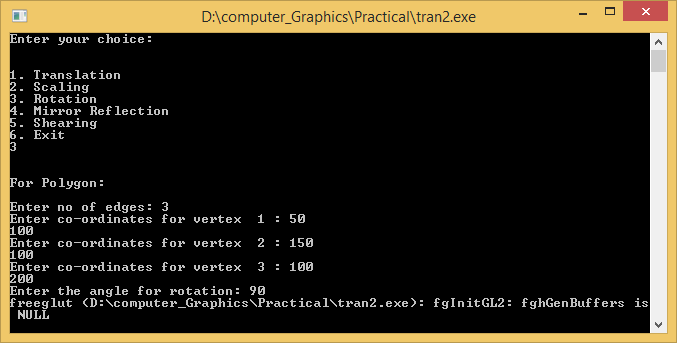 D:\computer_Graphics\Practical\tran2.exe
Enter your choice:
1. Translation
2. Scaling
3. Rotation
4. Mirror Reflection
5. Shearing
6. Exit
3
For Polygon:
Enter no of edges: 3
Enter co-ordinates for vertex  1 : 50
100
Enter co-ordinates for vertex  2 : 150
100
Enter co-ordinates for vertex  3 : 100
200
Enter the angle for rotation: 90
freeglut (D:\computer_Graphics\Practical\tran2.exe): fgInitGL2: fghGenBuffers is
NULL